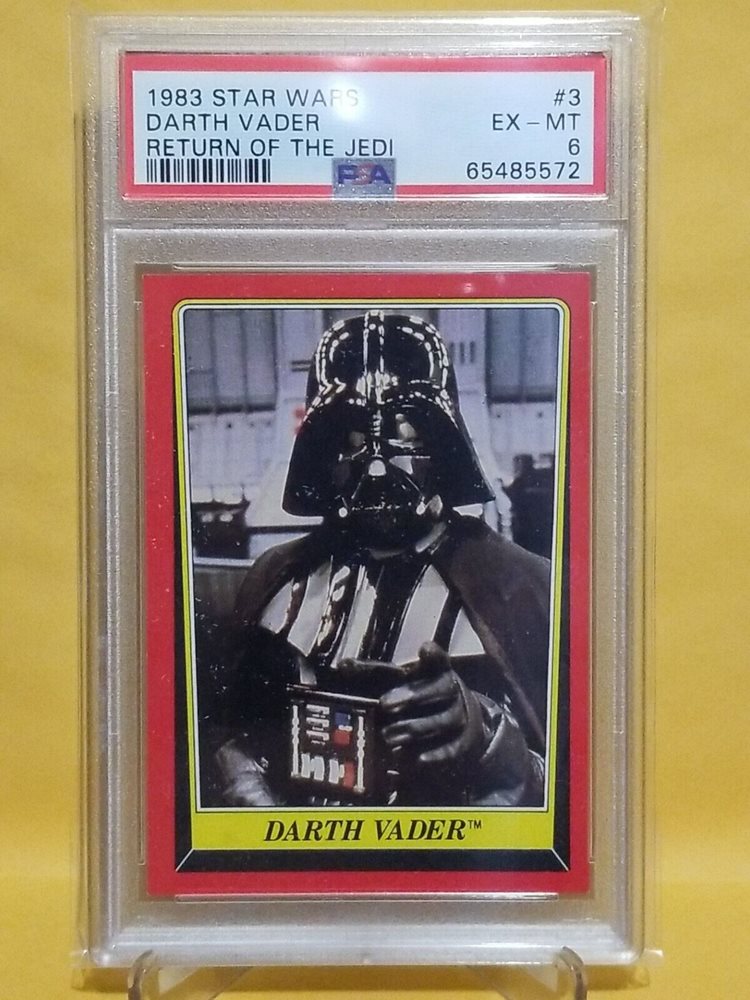 1983 STAR WARS #3
DARTH VADER EX - MT
RETURN OF THE JEDI 6
PSA 65485572
DARTH VADER™